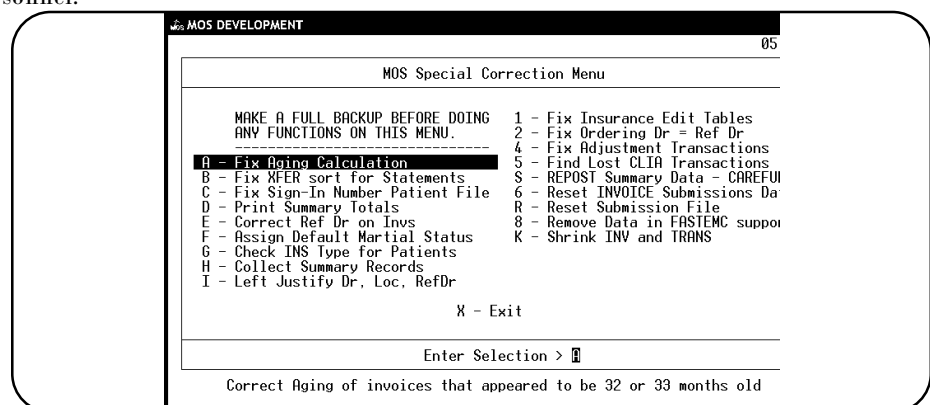 MOS DEVELOPMENT
05
MOS Special Correction Menu
MAKE A FULL BACKUP BEFORE DOING
ANY FUNCTIONS ON THIS MENU.
-------------------------------
A - Fix Aging Calculation
B - Fix XFER sort for Statements
C - Fix Sign-In Number Patient File
D - Print Summary Totals
E - Correct Ref Dr on Invs
F - Assign Default Martial Status
G - Check INS Type for Patients
H - Collect Summary Records
I - Left Justify Dr, Loc, RefDr
1 - Fix Insurance Edit Tables
2 - Fix Ordering Dr = Ref Dr
4 - Fix Adjustment Transactions
5 - Find Lost CLIA Transactions
S - REPOST Summary Data - CAREFU
6 - Reset INVOICE Submissions Da
R - Reset Submission File
8 - Remove Data in FASTEMC suppo
K - Shrink INV and TRANS
X - Exit
Enter Selection > A
Correct Aging of invoices that appeared to be 32 or 33 months old